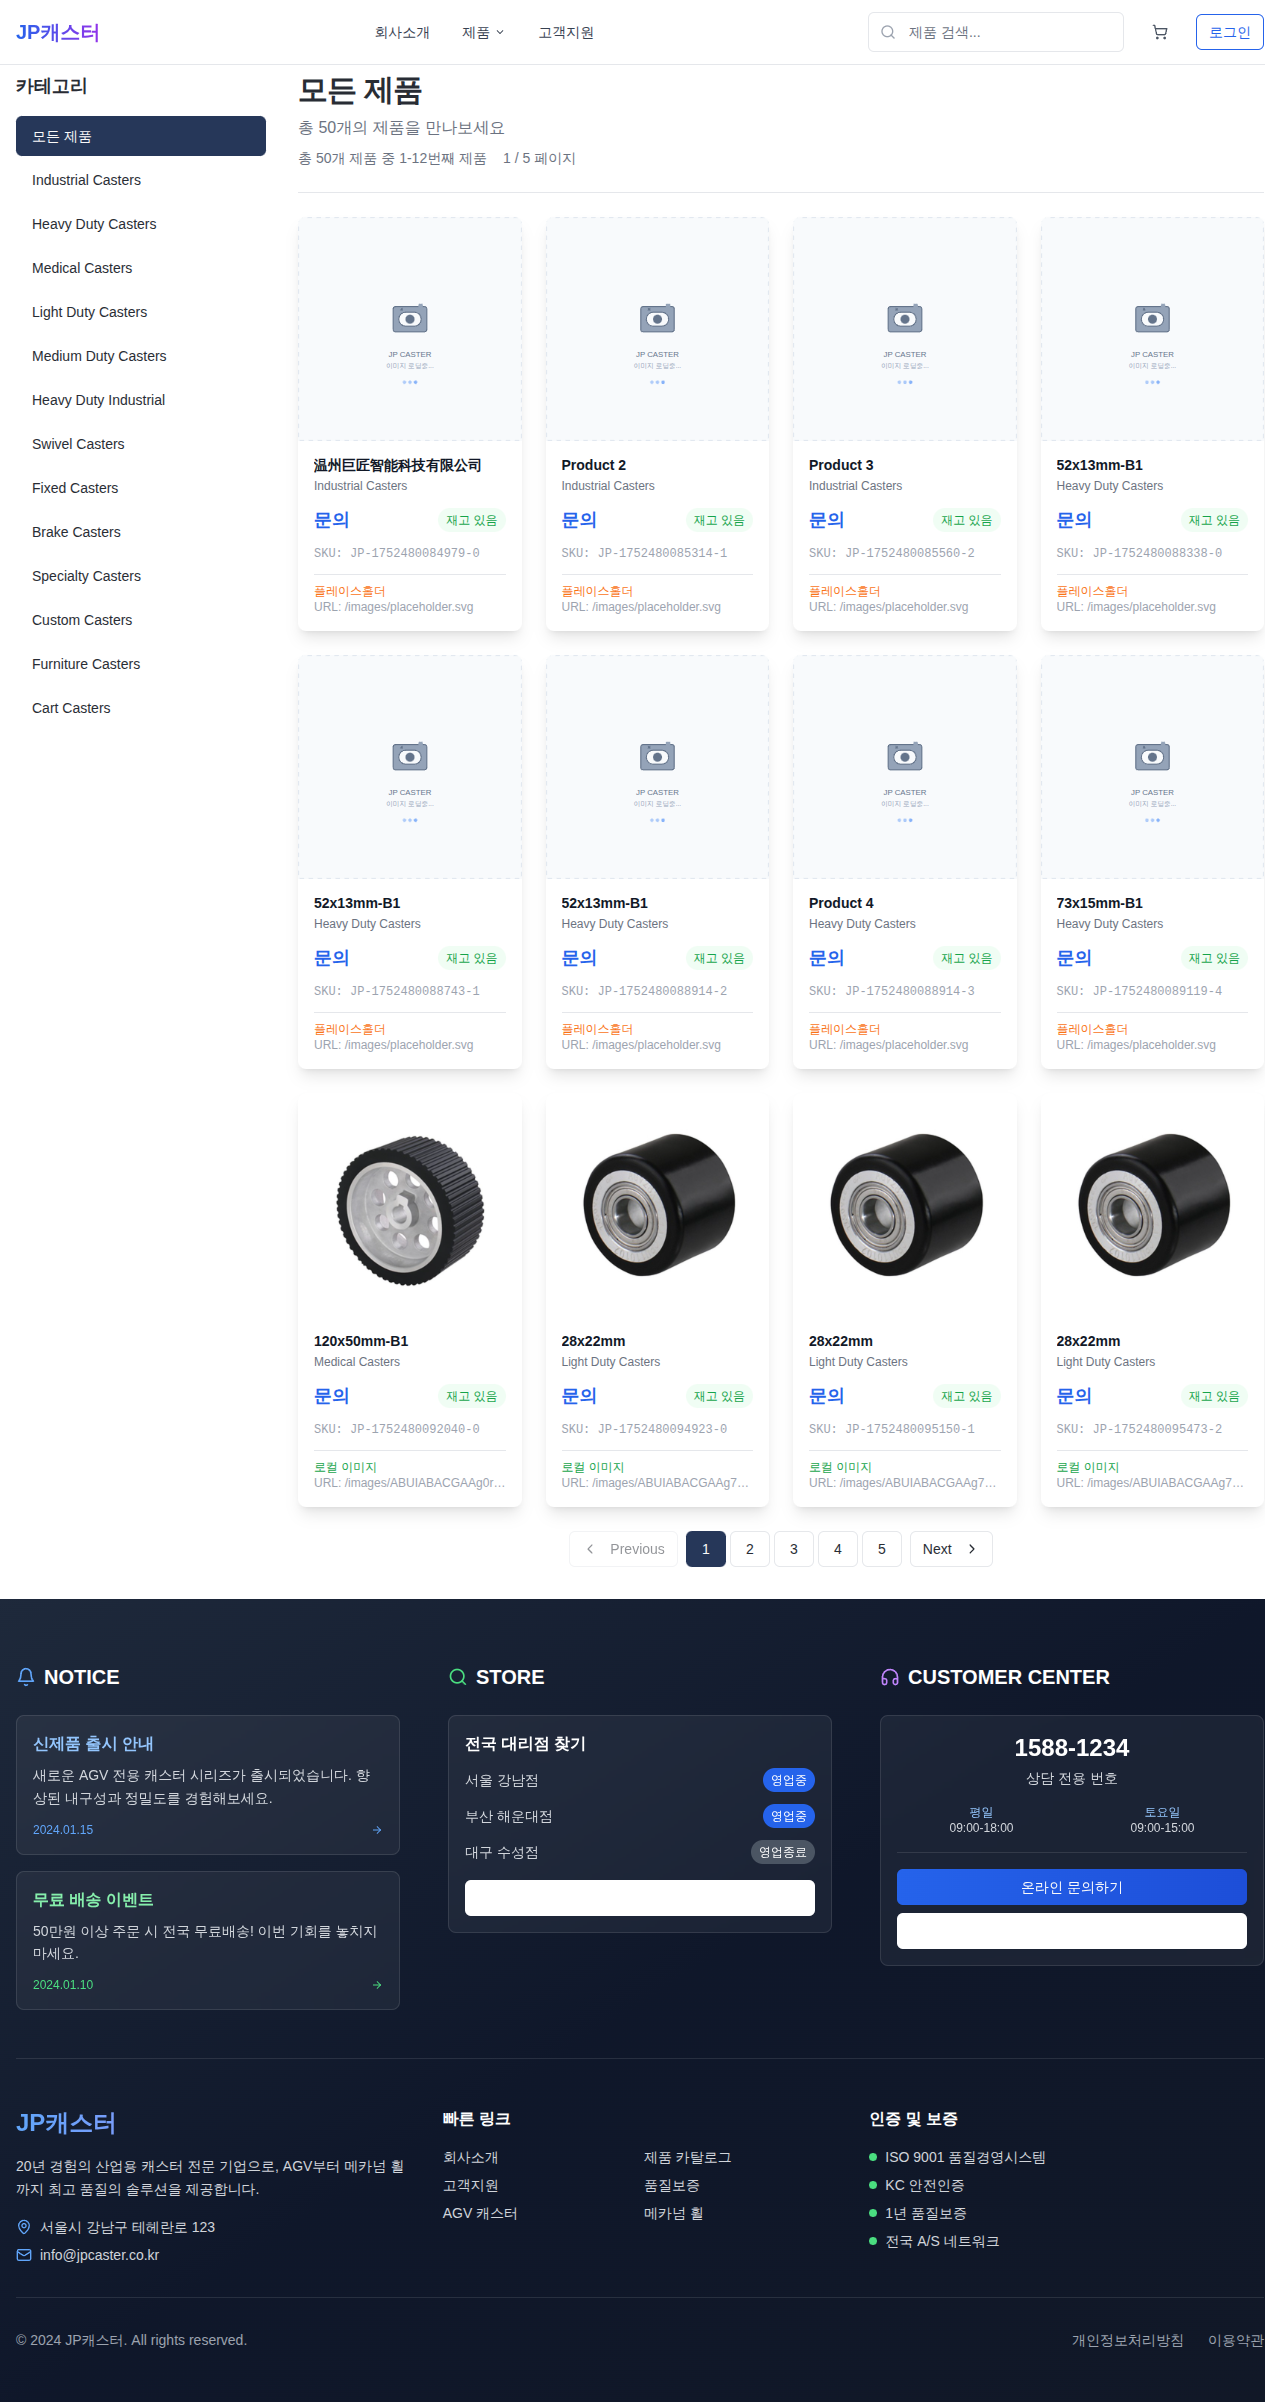 JP캐스터
회사소개
제품
고객지원
제품 검색...
로그인
카테고리
모든 제품
Industrial Casters
Heavy Duty Casters
Medical Casters
Light Duty Casters
Medium Duty Casters
Heavy Duty Industrial
Swivel Casters
Fixed Casters
Brake Casters
Specialty Casters
Custom Casters
Furniture Casters
Cart Casters
모든 제품
총 50개의 제품을 만나보세요
총 50개 제품 중 1-12번째 제품 1 / 5 페이지
JP CASTER
이미지 로딩중...
温州巨匠智能科技有限公司
Industrial Casters
문의
재고 있음
SKU: JP-1752480084979-0
플레이스홀더
URL: /images/placeholder.svg
JP CASTER
이미지 로딩중...
Product 2
Industrial Casters
문의
재고 있음
SKU: JP-1752480085314-1
플레이스홀더
URL: /images/placeholder.svg
JP CASTER
이미지 로딩중...
Product 3
Industrial Casters
문의
재고 있음
SKU: JP-1752480085560-2
플레이스홀더
URL: /images/placeholder.svg
JP CASTER
이미지 로딩중...
52x13mm-B1
Heavy Duty Casters
문의
재고 있음
SKU: JP-1752480088338-0
플레이스홀더
URL: /images/placeholder.svg
JP CASTER
이미지 로딩중...
52x13mm-B1
Heavy Duty Casters
문의
재고 있음
SKU: JP-1752480088743-1
플레이스홀더
URL: /images/placeholder.svg
JP CASTER
이미지 로딩중...
52x13mm-B1
Heavy Duty Casters
문의
재고 있음
SKU: JP-1752480088914-2
플레이스홀더
URL: /images/placeholder.svg
JP CASTER
이미지 로딩중...
Product 4
Heavy Duty Casters
문의
재고 있음
SKU: JP-1752480088914-3
플레이스홀더
URL: /images/placeholder.svg
JP CASTER
이미지 로딩중...
73x15mm-B1
Heavy Duty Casters
문의
재고 있음
SKU: JP-1752480089119-4
플레이스홀더
URL: /images/placeholder.svg
120x50mm-B1
Medical Casters
문의
재고 있음
SKU: JP-1752480092040-0
로컬 이미지
URL: /images/ABUIABACGAAg0r...
28x22mm
Light Duty Casters
문의
재고 있음
SKU: JP-1752480094923-0
로컬 이미지
URL: /images/ABUIABACGAAg7...
28x22mm
Light Duty Casters
문의
재고 있음
SKU: JP-1752480095150-1
로컬 이미지
URL: /images/ABUIABACGAAg7...
28x22mm
Light Duty Casters
문의
재고 있음
SKU: JP-1752480095473-2
로컬 이미지
URL: /images/ABUIABACGAAg7...
Previous 1 2 3 4 5 Next
NOTICE
신제품 출시 안내
새로운 AGV 전용 캐스터 시리즈가 출시되었습니다. 향
상된 내구성과 정밀도를 경험해보세요.
2024.01.15
무료 배송 이벤트
50만원 이상 주문 시 전국 무료배송! 이번 기회를 놓치지
마세요.
2024.01.10
STORE
전국 대리점 찾기
서울 강남점
영업중
부산 해운대점
영업중
대구 수성점
영업종료
CUSTOMER CENTER
1588-1234
상담 전용 번호
평일
09:00-18:00
토요일
09:00-15:00
온라인 문의하기
JP캐스터
20년 경험의 산업용 캐스터 전문 기업으로, AGV부터 메카넘 휠
까지 최고 품질의 솔루션을 제공합니다.
서울시 강남구 테헤란로 123
info@jpcaster.co.kr
빠른 링크
회사소개
제품 카탈로그
고객지원
품질보증
AGV 캐스터
메카넘 휠
인증 및 보증
ISO 9001 품질경영시스템
KC 안전인증
1년 품질보증
전국 A/S 네트워크
© 2024 JP캐스터. All rights reserved.
개인정보처리방침
이용약관